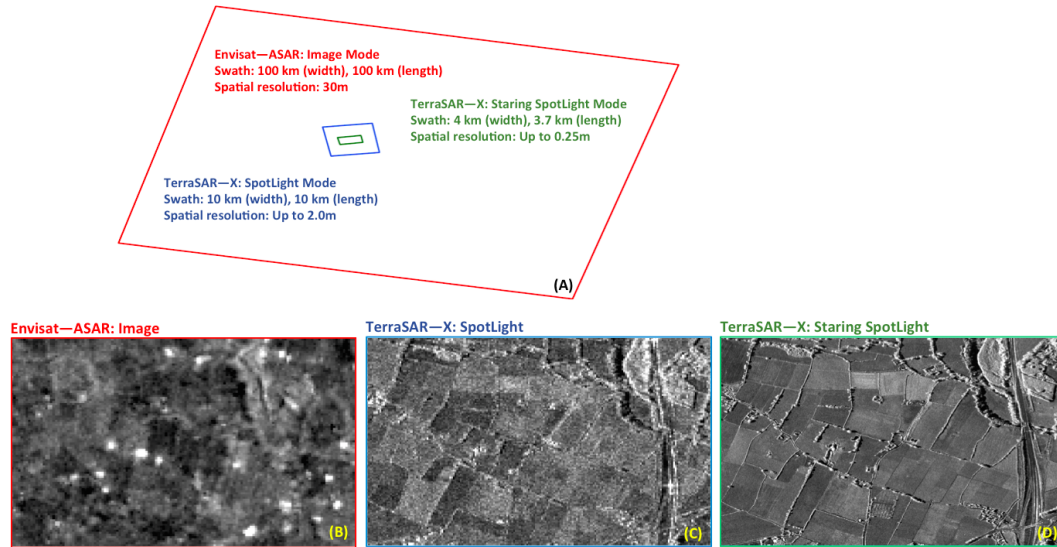 Envisat—ASAR: Image Mode
Swath: 100 km (width), 100 km (length)
Spatial resolution: 30m
TerraSAR—X: Staring SpotLight Mode
Swath: 4 km (width), 3.7 km (length)
Spatial resolution: Up to 0.25m
TerraSAR—X: SpotLight Mode
Swath: 10 km (width), 10 km (length)
Spatial resolution: Up to 2.0m
(A)
Envisat—ASAR: Image
TerraSAR—X: SpotLight
TerraSAR—X: Staring SpotLight
(B)
(C)
(D)